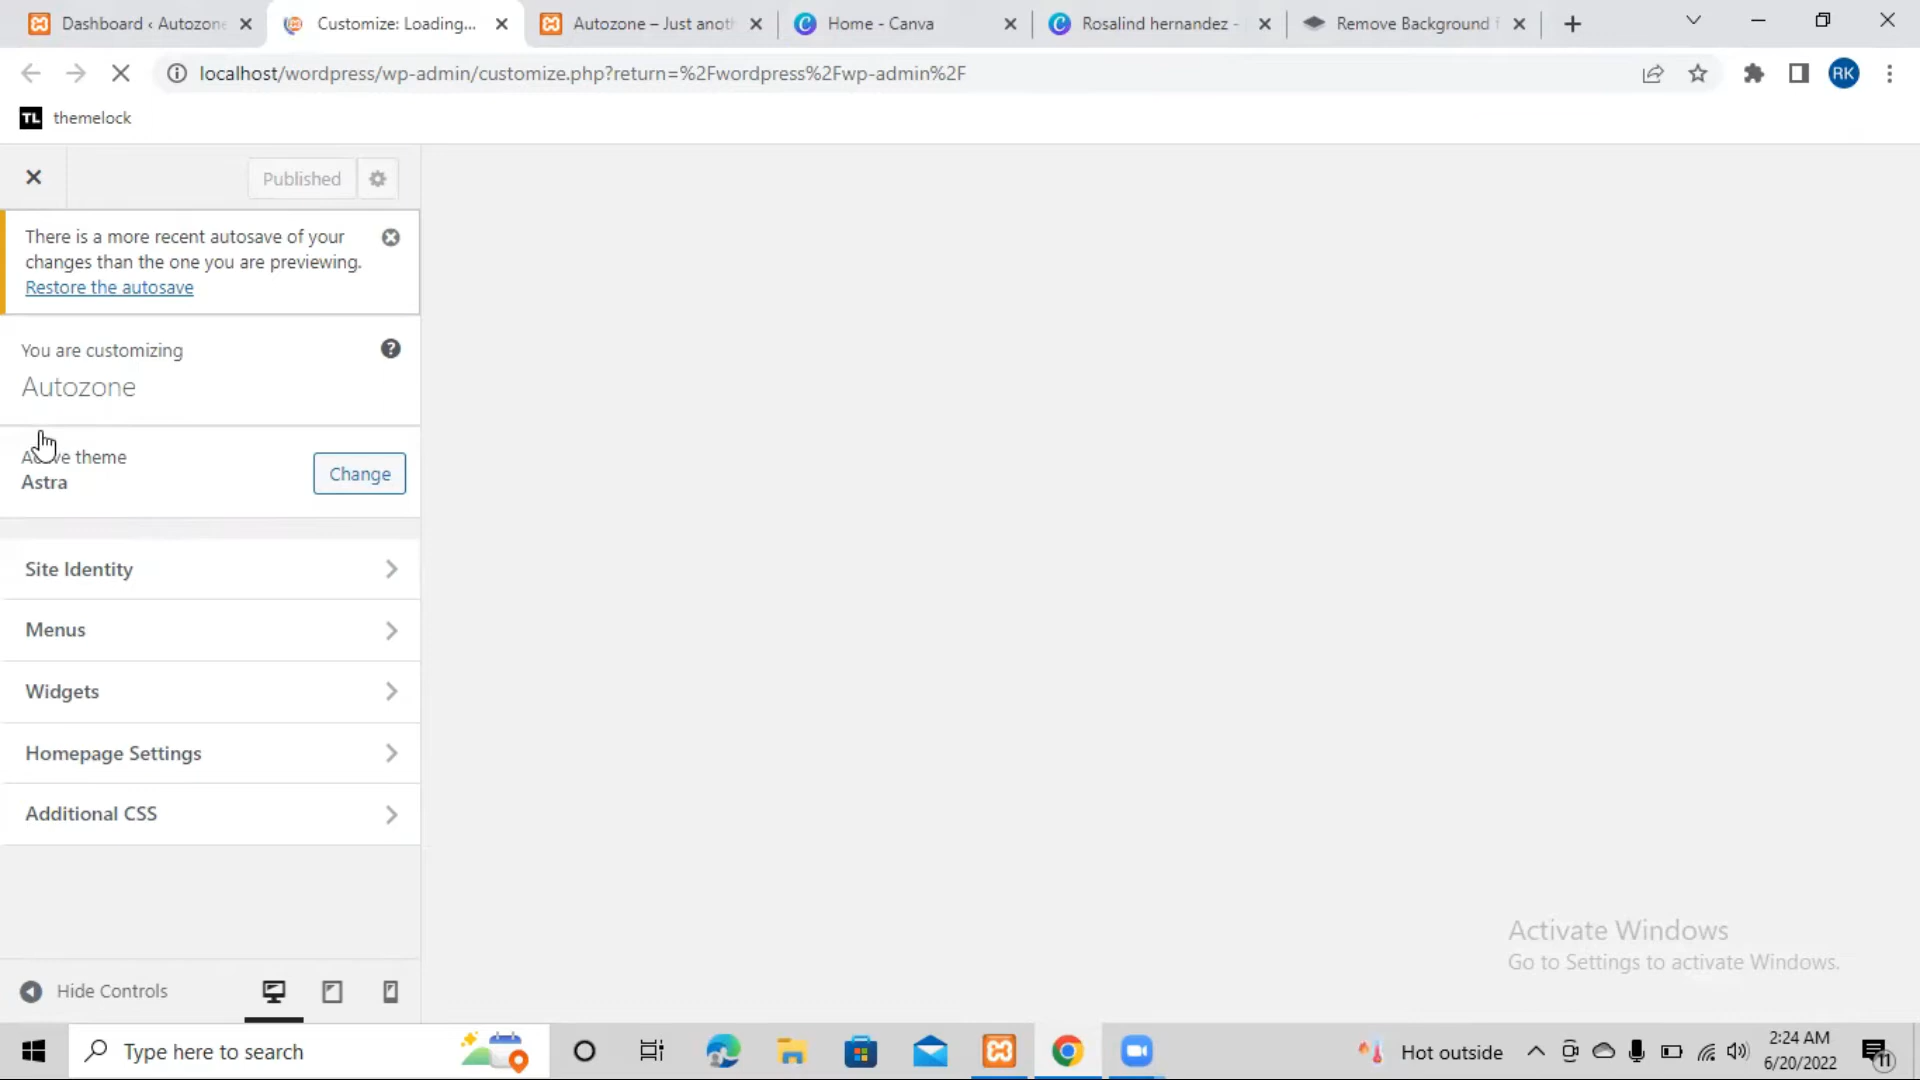 Dashboard ‹ Autozone
Customize: Loading...
Autozone – Just anot
Home - Canva
Rosalind hernandez -
Remove Background f
localhost/wordpress/wp-admin/customize.php?return=%2Fwordpress%2Fwp-admin%2F
RK
TL themelock
Published
There is a more recent autosave of your
changes than the one you are previewing.
Restore the autosave
You are customizing
Autozone
Active theme
Astra
Change
Site Identity
Menus
Widgets
Homepage Settings
Additional CSS
Activate Windows
Go to Settings to activate Windows.
Hide Controls
Type here to search
Hot outside
2:24 AM
6/20/2022
11